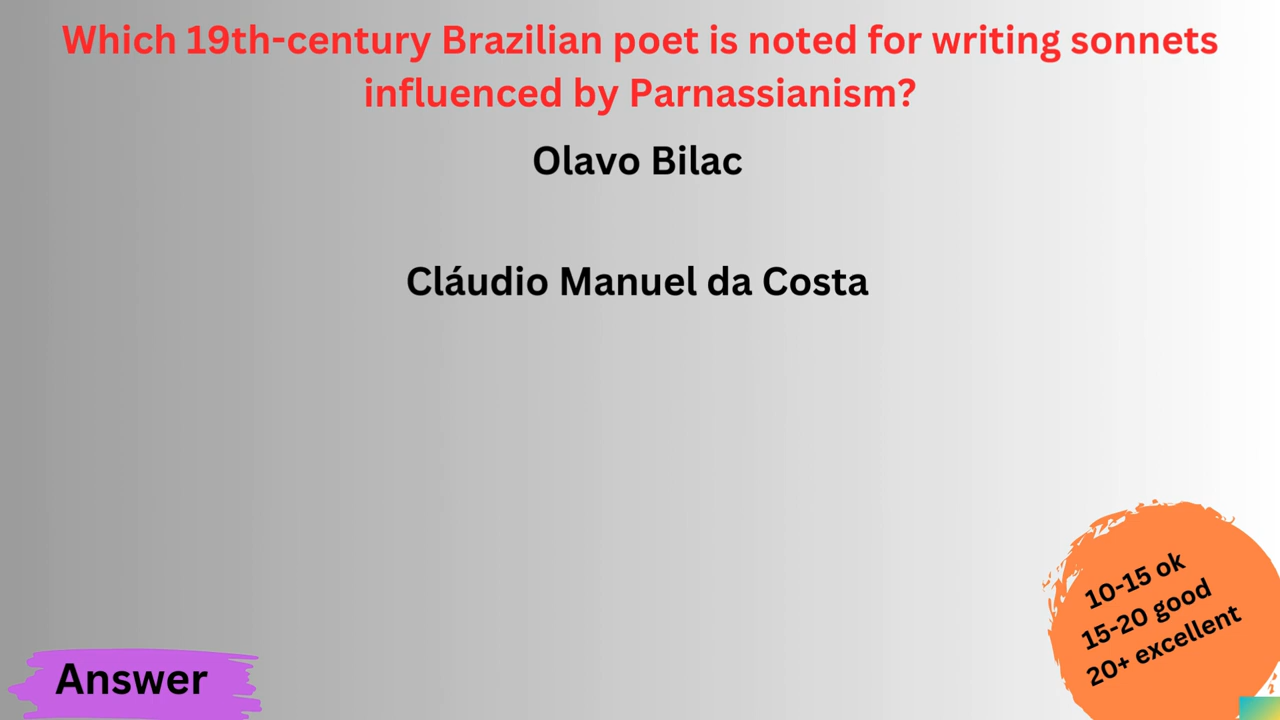 Which 19th-century Brazilian poet is noted for writing sonnets
influenced by Parnassianism?
Olavo Bilac
Cláudio Manuel da Costa
10-15 ok
15-20 good
20+ excellent
Answer